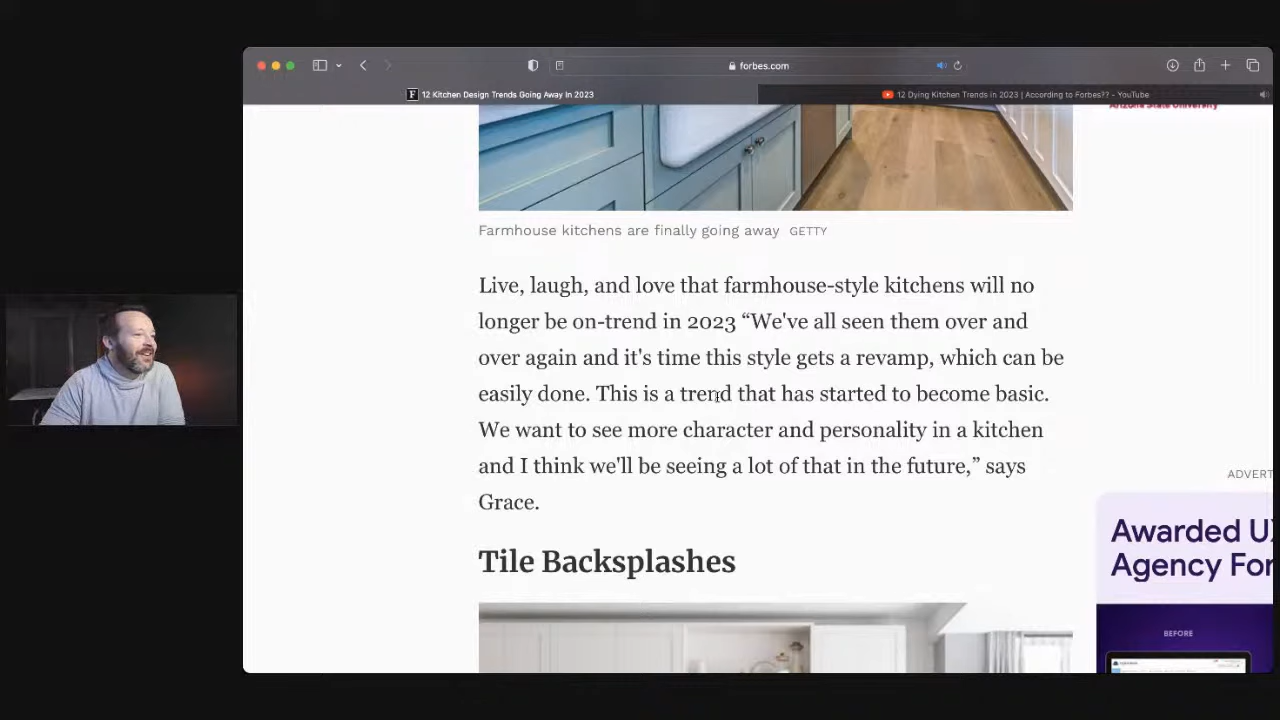 forbes.com
12 Kitchen Design Trends Going Away In 2023
12 Dying Kitchen Trends in 2023 | According to Forbes?? - YouTube
Arizona State University
Farmhouse kitchens are finally going away GETTY
Live, laugh, and love that farmhouse-style kitchens will no
longer be on-trend in 2023 “We've all seen them over and
over again and it's time this style gets a revamp, which can be
easily done. This is a trend that has started to become basic.
We want to see more character and personality in a kitchen
and I think we'll be seeing a lot of that in the future,” says
Grace.
Tile Backsplashes
ADVERT
Awarded UX
Agency For
BEFORE